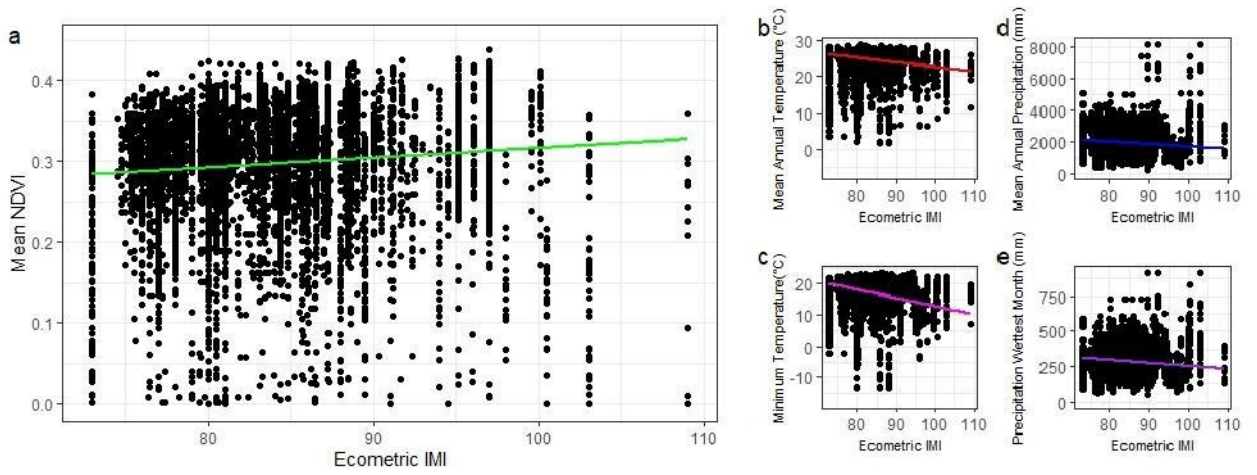 a
Mean NDVI
0.4
0.3
0.2
0.1
0.0
80
90
100
110
Ecometric IMI
b
Mean Annual Temperature (°C)
30
20
10
0
80
90
100
110
Ecometric IMI
d
Mean Annual Precipitation (mm)
8000
6000
4000
2000
0
80
90
100
110
Ecometric IMI
c
Minimum Temperature(°C)
20
10
0
-10
80
90
100
110
Ecometric IMI
e
Precipitation Wettest Month (mm)
750
500
250
0
80
90
100
110
Ecometric IMI